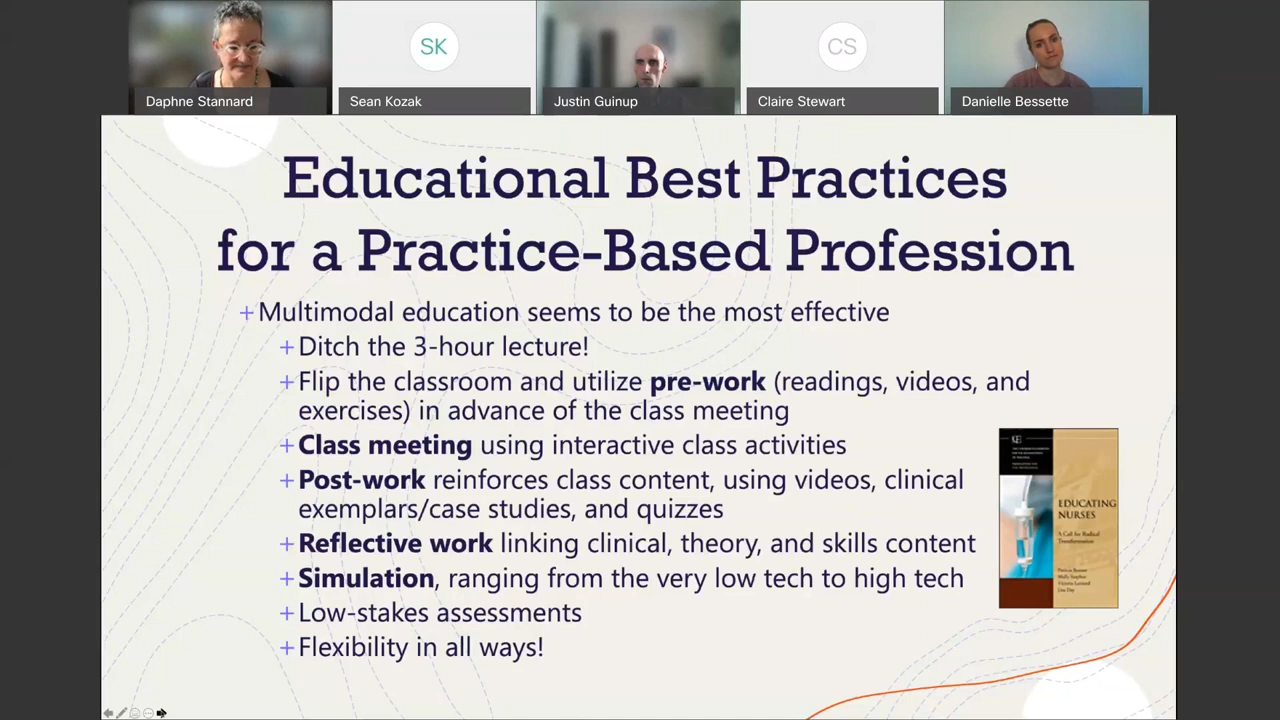 SK
CS
Daphne Stannard
Sean Kozak
Justin Guinup
Claire Stewart
Danielle Bessette
Educational Best Practices
for a Practice-Based Profession
+Multimodal education seems to be the most effective
+Ditch the 3-hour lecture!
+Flip the classroom and utilize pre-work (readings, videos, and
exercises) in advance of the class meeting
+Class meeting using interactive class activities
+Post-work reinforces class content, using videos, clinical
exemplars/case studies, and quizzes
+Reflective work linking clinical, theory, and skills content
+Simulation, ranging from the very low tech to high tech
+Low-stakes assessments
+Flexibility in all ways!
EDUCATING
NURSES
A Call for Radical
Transformation